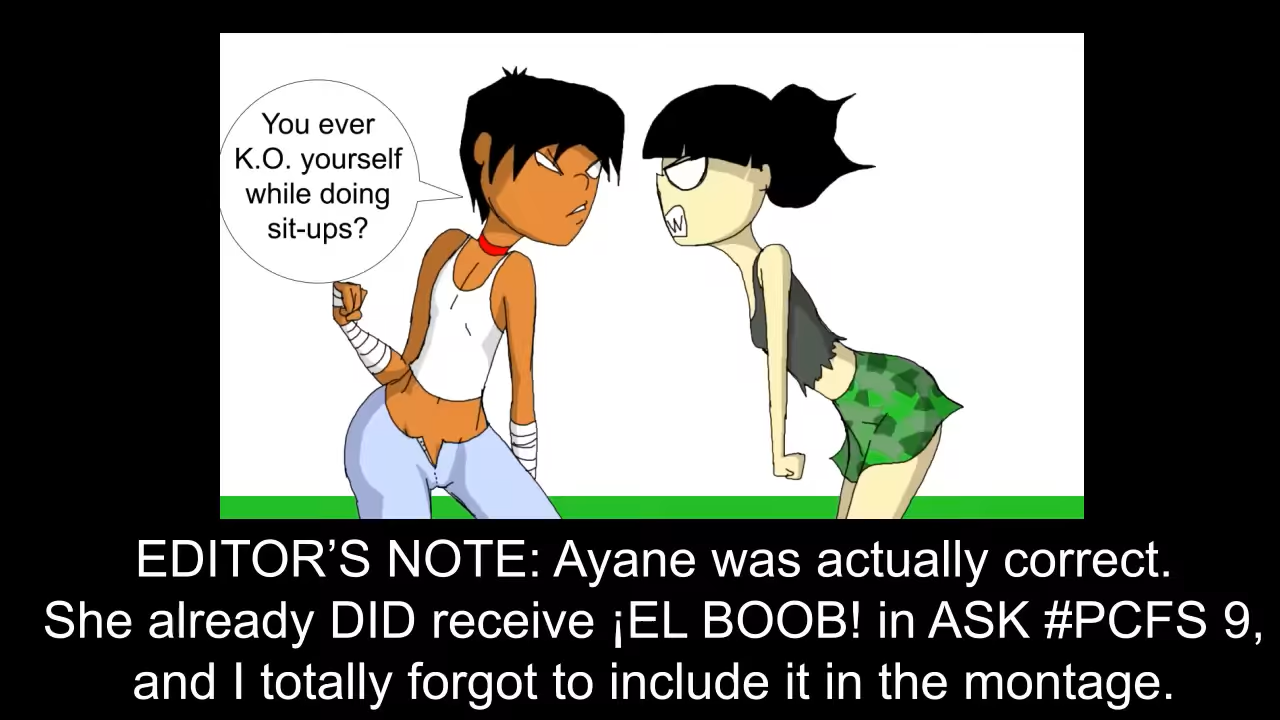 You ever
K.O. yourself
while doing
sit-ups?
EDITOR’S NOTE: Ayane was actually correct.
She already DID receive ¡EL BOOB! in ASK #PCFS 9,
and I totally forgot to include it in the montage.